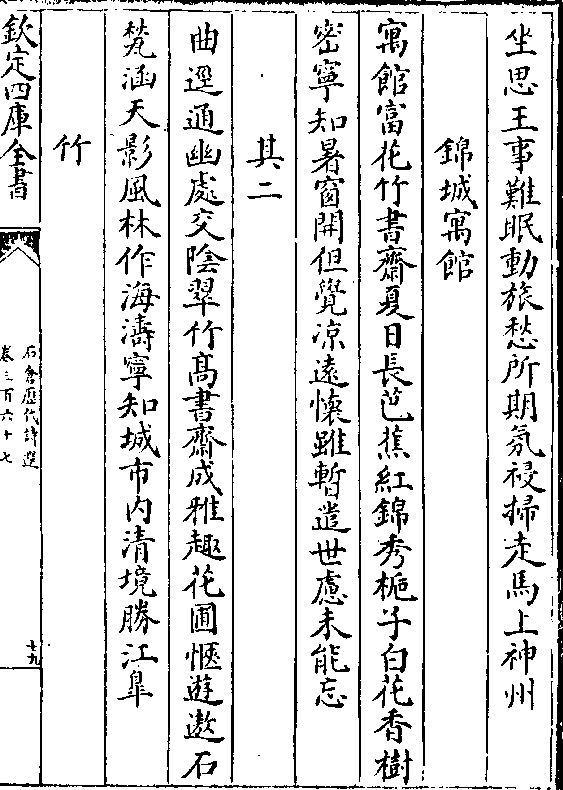 坐思王事難眠動旅愁所期氛祲掃走馬上神州
錦城寓館
寓館富花竹書齋夏日長芭蕉紅錦秀梔子白花香樹
密寧知暑窗開但覺凉遠懷雖暫遣世慮未能忘
其二
曲逕通幽處交陰翠竹髙書齋成雅趣花圃愜遊遨石
甃涵天影風林作海濤寧知城市内清境勝江臯
竹
欽定四庫全書
石倉歴代詩選
卷三百六十七
十九